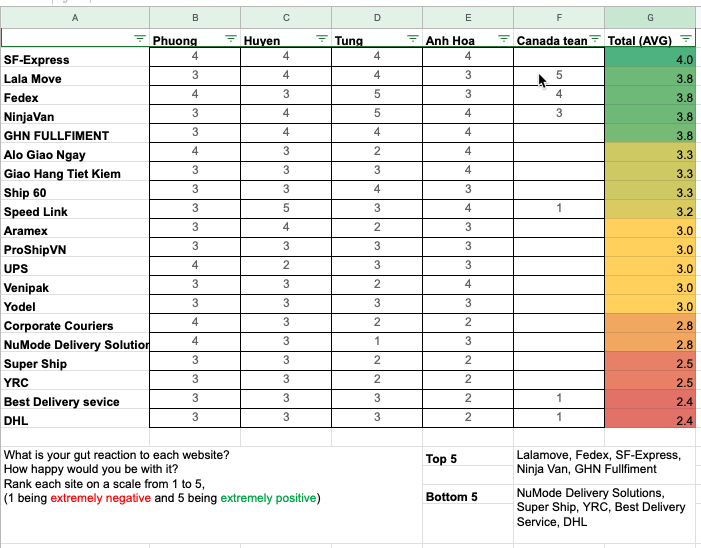 A B C D E F G
Phuong Huyen Tung Anh Hoa Canada tean Total (AVG)
SF-Express 4 4 4 4 4.0
Lala Move 3 4 4 3 5 3.8
Fedex 4 3 5 3 4 3.8
NinjaVan 3 4 5 4 3 3.8
GHN FULLFIMENT 3 4 4 4 3.8
Alo Giao Ngay 4 3 2 4 3.3
Giao Hang Tiet Kiem 3 3 3 4 3.3
Ship 60 3 3 4 3 3.3
Speed Link 3 5 3 4 1 3.2
Aramex 3 4 2 3 3.0
ProShipVN 3 3 3 3 3.0
UPS 4 2 3 3 3.0
Venipak 3 3 2 4 3.0
Yodel 3 3 3 3 3.0
Corporate Couriers 4 3 2 2 2.8
NuMode Delivery Solution 4 3 1 3 2.8
Super Ship 3 3 2 2 2.5
YRC 3 3 2 2 2.5
Best Delivery sevice 3 3 3 2 1 2.4
DHL 3 3 3 2 1 2.4
What is your gut reaction to each website?
How happy would you be with it?
Rank each site on a scale from 1 to 5,
(1 being extremely negative and 5 being extremely positive)
Top 5
Lalamove, Fedex, SF-Express,
Ninja Van, GHN Fullfiment
Bottom 5
NuMode Delivery Solutions,
Super Ship, YRC, Best Delivery
Service, DHL